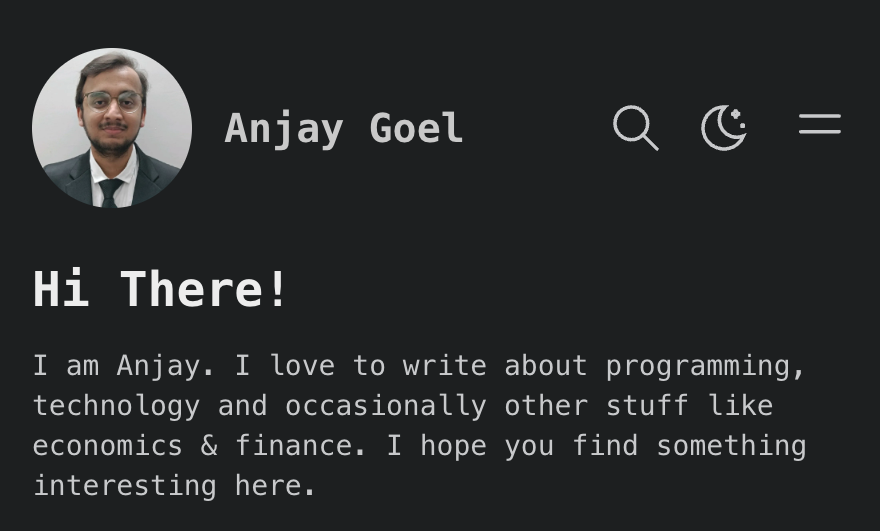 Anjay Goel
Hi There!
I am Anjay. I love to write about programming,
technology and occasionally other stuff like
economics & finance. I hope you find something
interesting here.